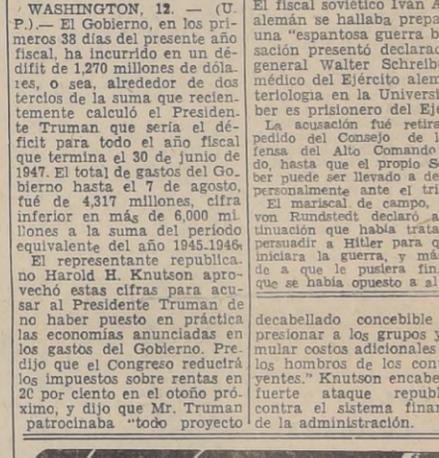 WASHINGTON, 12. — (U.
P.).— El Gobierno, en los pri-
meros 38 días del presente año
fiscal, ha incurrido en un dé-
difit de 1,270 millones de dóla-
res, o sea, alrededor de dos
tercios de la suma que recien-
temente calculó el Presiden-
te Truman que sería el dé-
ficit para todo el año fiscal
que termina el 30 de junio de
1947. El total de gastos del Go-
bierno hasta el 7 de agosto,
fué de 4,317 millones, cifra
inferior en más de 6,000 mi
llones a la suma del período
equivalente del año 1945-1946.
El representante republica-
no Harold H. Knutson apro-
vechó estas cifras para acu-
sar al Presidente Truman de
no haber puesto en práctica
las economías anunciadas en
los gastos del Gobierno. Pre-
dijo que el Congreso reducirá
los impuestos sobre rentas en
20 por ciento en el otoño pró-
ximo, y dijo que Mr. Truman
patrocinaba "todo proyecto
El fiscal soviético Iván
alemán se hallaba prepa
una "espantosa guerra b
sación presentó declarac
general Walter Schreib
médico del Ejército alem
teriología en la Universi
ber es prisionero del Ej
La acusación fué retira
pedido del Consejo de
fensa del Alto Comando
do, hasta que el propio S
ber puede ser llevado a de
personalmente ante el tri
El mariscal de campo,
von Rundstedt declaró
tinuación que había trata
persuadir a Hitler para q
iniciara la guerra, y má
de a que le pusiera fin
que se había opuesto a al
decabellado concebible
presionar a los grupos y
mular costos adicionales
los hombros de los con
yentes." Knutson encabe
fuerte ataque repub
contra el sistema finan
de la administración.